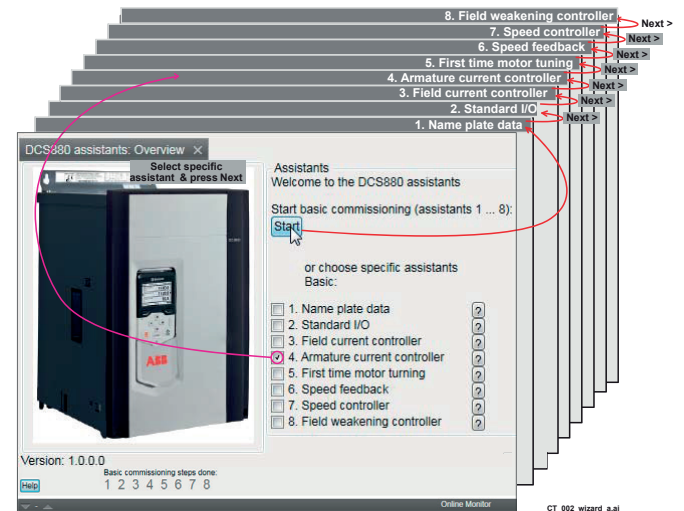 8. Field weakening controller
Next >
7. Speed controller
Next >
6. Speed feedback
Next >
5. First time motor tuning
Next >
4. Armature current controller
Next >
3. Field current controller
Next >
2. Standard I/O
Next >
1. Name plate data
DCS880 assistants: Overview ×
Select specific
assistant & press Next
Assistants
Welcome to the DCS880 assistants
Start basic commissioning (assistants 1 ... 8):
Start
or choose specific assistants
Basic:
1. Name plate data ?
2. Standard I/O ?
3. Field current controller ?
4. Armature current controller ?
5. First time motor turning ?
6. Speed feedback ?
7. Speed controller ?
8. Field weakening controller ?
ABB
Version: 1.0.0.0
Basic commissioning steps done:
Help
1 2 3 4 5 6 7 8
Online Monitor
CT_002_wizard_a.ai